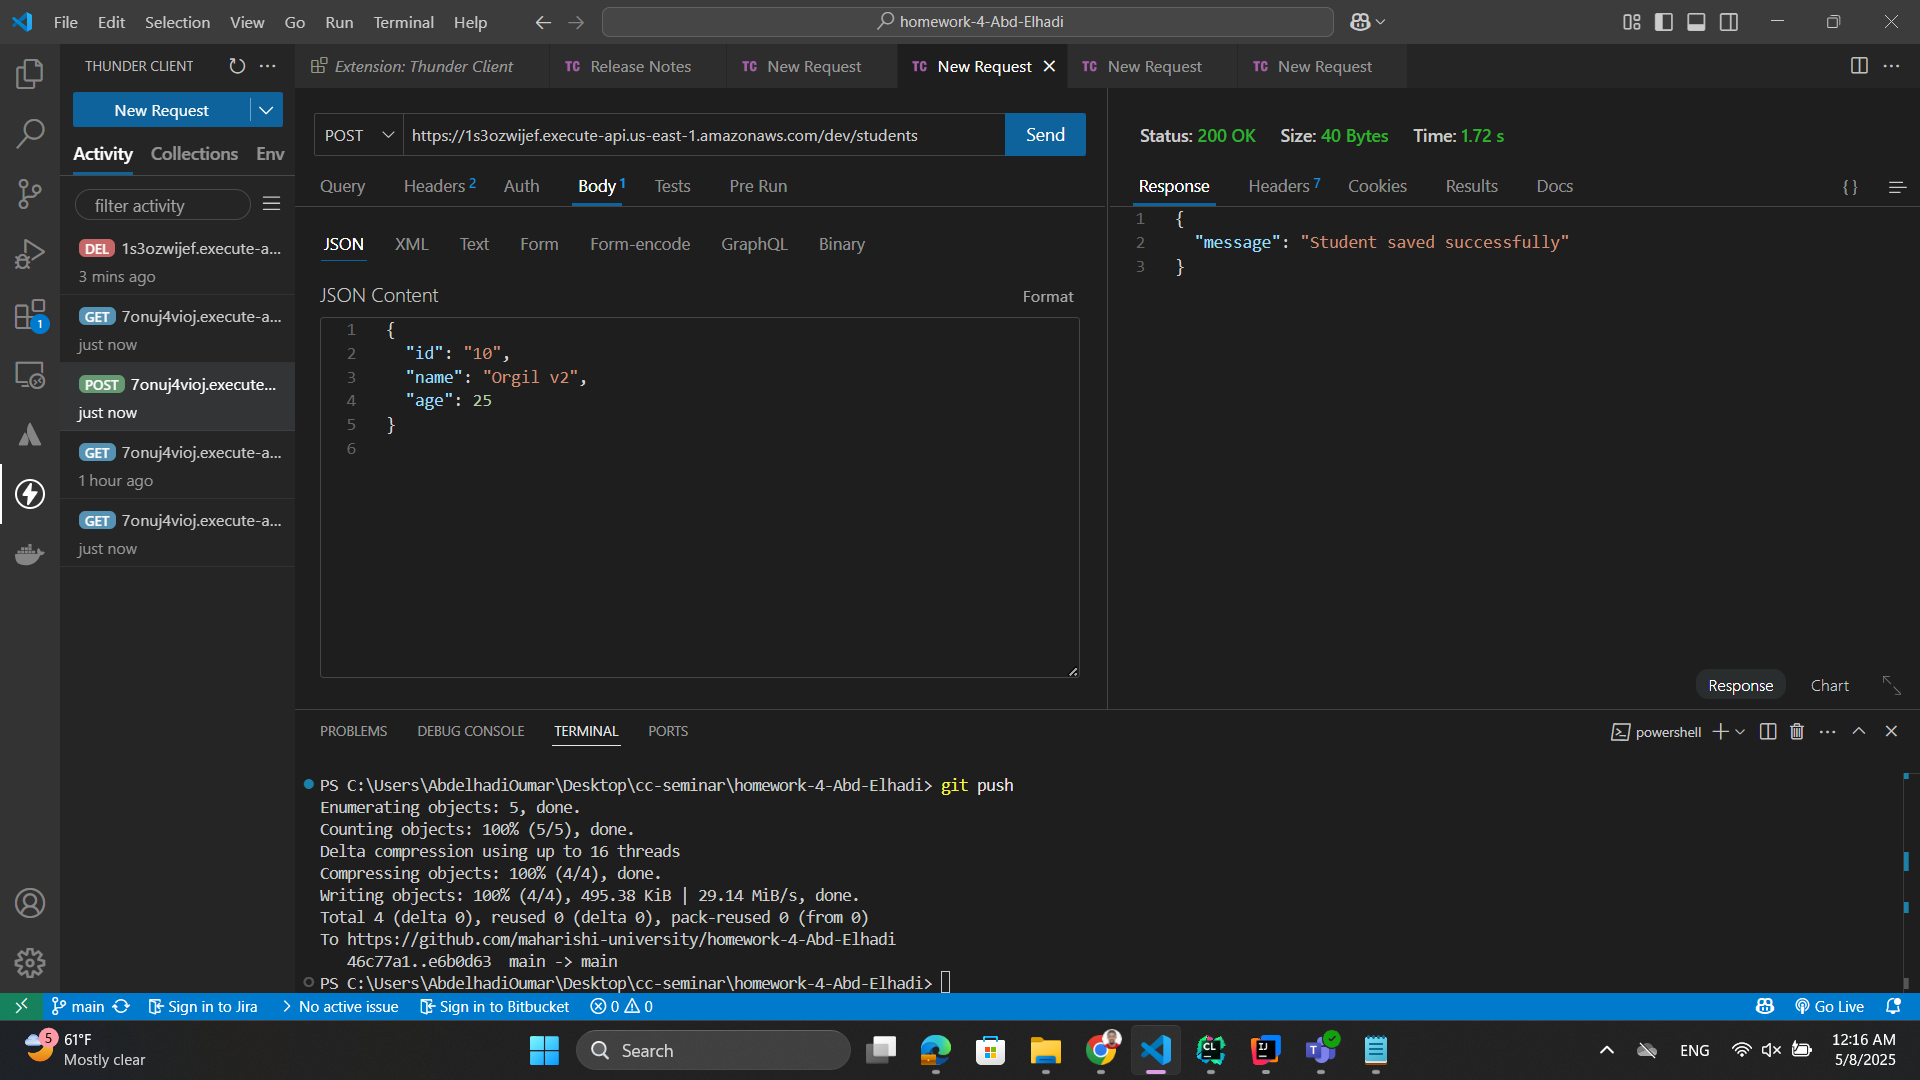 File Edit Selection View Go Run Terminal Help
homework-4-Abd-Elhadi
THUNDER CLIENT
New Request
Activity Collections Env
filter activity
DEL 1s3ozwijef.execute-a...
3 mins ago
GET 7onuj4vioj.execute-a...
just now
POST 7onuj4vioj.execute...
just now
GET 7onuj4vioj.execute-a...
1 hour ago
GET 7onuj4vioj.execute-a...
just now
1
Extension: Thunder Client
TC Release Notes
TC New Request
TC New Request
TC New Request
TC New Request
POST https://1s3ozwijef.execute-api.us-east-1.amazonaws.com/dev/students Send
Query Headers 2 Auth Body 1 Tests Pre Run
JSON XML Text Form Form-encode GraphQL Binary
JSON Content Format
1 {
2 "id": "10",
3 "name": "Orgil v2",
4 "age": 25
5 }
6
Status: 200 OK Size: 40 Bytes Time: 1.72 s
Response Headers 7 Cookies Results Docs { }
1 {
2 "message": "Student saved successfully"
3 }
Response Chart
PROBLEMS DEBUG CONSOLE TERMINAL PORTS
powershell
PS C:\Users\AbdelhadiOumar\Desktop\cc-seminar\homework-4-Abd-Elhadi> git push
Enumerating objects: 5, done.
Counting objects: 100% (5/5), done.
Delta compression using up to 16 threads
Compressing objects: 100% (4/4), done.
Writing objects: 100% (4/4), 495.38 KiB | 29.14 MiB/s, done.
Total 4 (delta 0), reused 0 (delta 0), pack-reused 0 (from 0)
To https://github.com/maharishi-university/homework-4-Abd-Elhadi
46c77a1..e6b0d63 main -> main
PS C:\Users\AbdelhadiOumar\Desktop\cc-seminar\homework-4-Abd-Elhadi>
main Sign in to Jira No active issue Sign in to Bitbucket 0 0 Go Live
5 61°F
Mostly clear
Search
CL
IJ
T
ENG
12:16 AM
5/8/2025